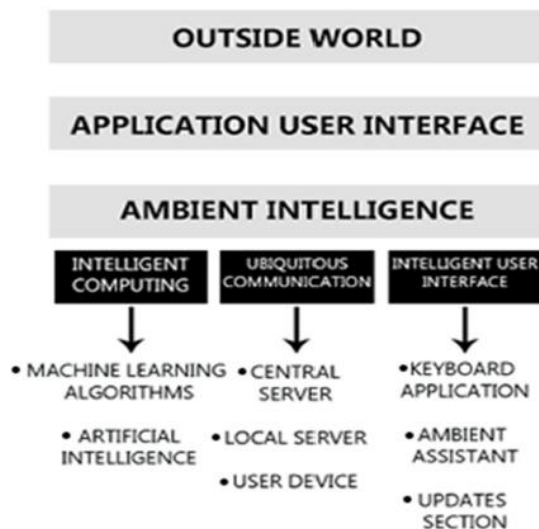 OUTSIDE WORLD
APPLICATION USER INTERFACE
AMBIENT INTELLIGENCE
INTELLIGENT
COMPUTING
UBIQUITOUS
COMMUNICATION
INTELLIGENT USER
INTERFACE
• MACHINE LEARNING
ALGORITHMS
• ARTIFICIAL
INTELLIGENCE
• CENTRAL
SERVER
• LOCAL SERVER
• USER DEVICE
• KEYBOARD
APPLICATION
• AMBIENT
ASSISTANT
• UPDATES
SECTION